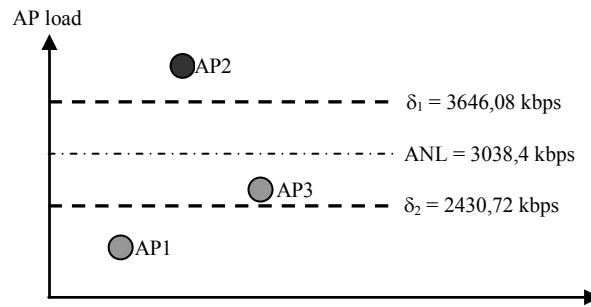 AP load
AP2
δ₁ = 3646,08 kbps
ANL = 3038,4 kbps
AP3
δ₂ = 2430,72 kbps
AP1